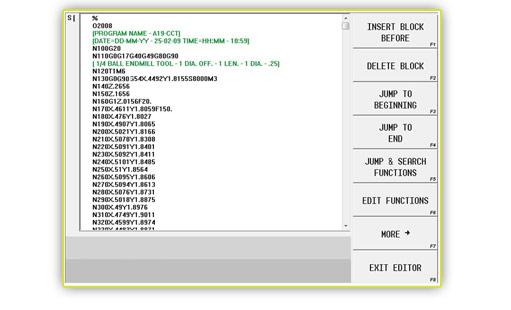 S|
%
O2008
(PROGRAM NAME - A19-CCT)
(DATE=DD-MM-YY - 25-02-09 TIME=HH:MM - 10:59)
N100G20
N110G0G17G40G49G80G90
( 1/4 BALL ENDMILL TOOL - 1 DIA. OFF. - 1 LEN. - 1 DIA. - .25)
N120T1M6
N130G0G90G54X.4492Y1.8155S8000M3
N140Z.2656
N150Z.1656
N160G1Z.0156F20.
N170X.4611Y1.8059F150.
N180X.476Y1.8027
N190X.4907Y1.8065
N200X.5021Y1.8166
N210X.5078Y1.8308
N220X.5091Y1.8401
N230X.5092Y1.8411
N240X.5101Y1.8485
N250X.51Y1.8564
N260X.5095Y1.8606
N270X.5094Y1.8613
N280X.5076Y1.8731
N290X.5018Y1.8875
N300X.49Y1.8976
N310X.4749Y1.9011
N320X.4599Y1.8974
INSERT BLOCK
BEFORE
F1
DELETE BLOCK
F2
JUMP TO
BEGINNING
F3
JUMP TO
END
F4
JUMP & SEARCH
FUNCTIONS
F5
EDIT FUNCTIONS
F6
MORE →
F7
EXIT EDITOR
F8